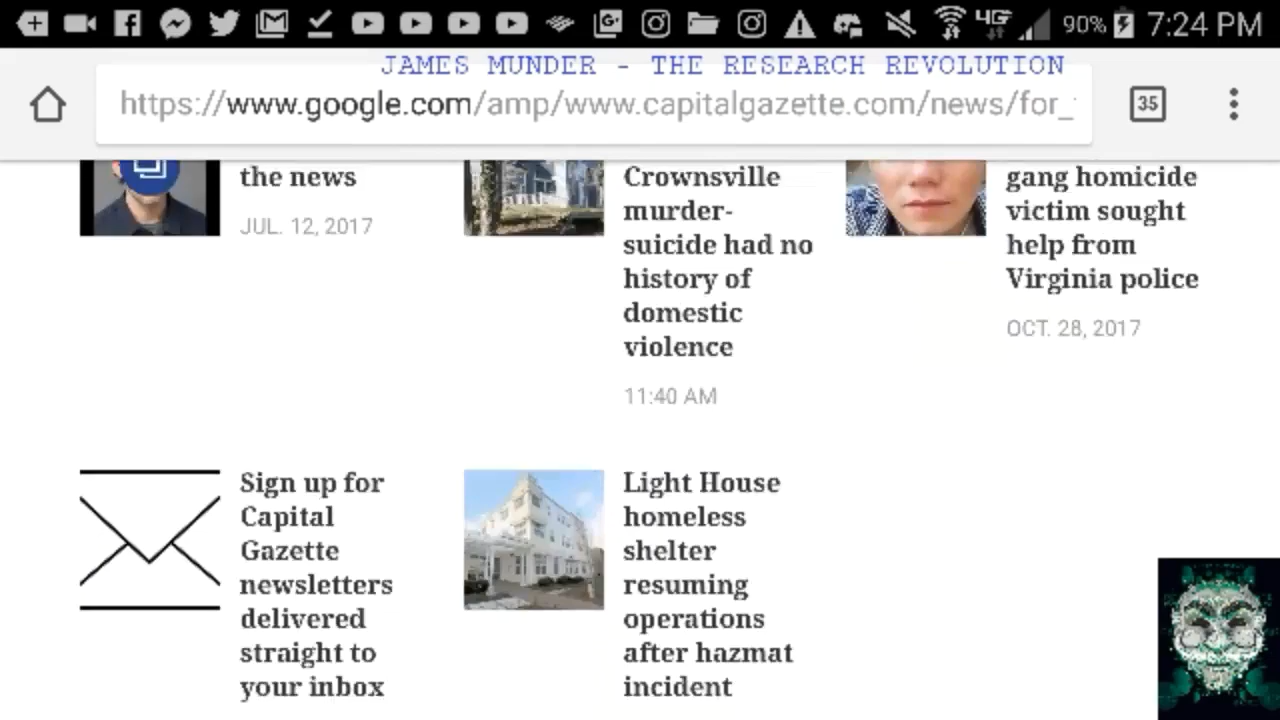 90%
7:24 PM
JAMES MUNDER - THE RESEARCH REVOLUTION
https://www.google.com/amp/www.capitalgazette.com/news/for_
35
the news
JUL. 12, 2017
Crownsville
murder-
suicide had no
history of
domestic
violence
11:40 AM
gang homicide
victim sought
help from
Virginia police
OCT. 28, 2017
Sign up for
Capital
Gazette
newsletters
delivered
straight to
your inbox
Light House
homeless
shelter
resuming
operations
after hazmat
incident